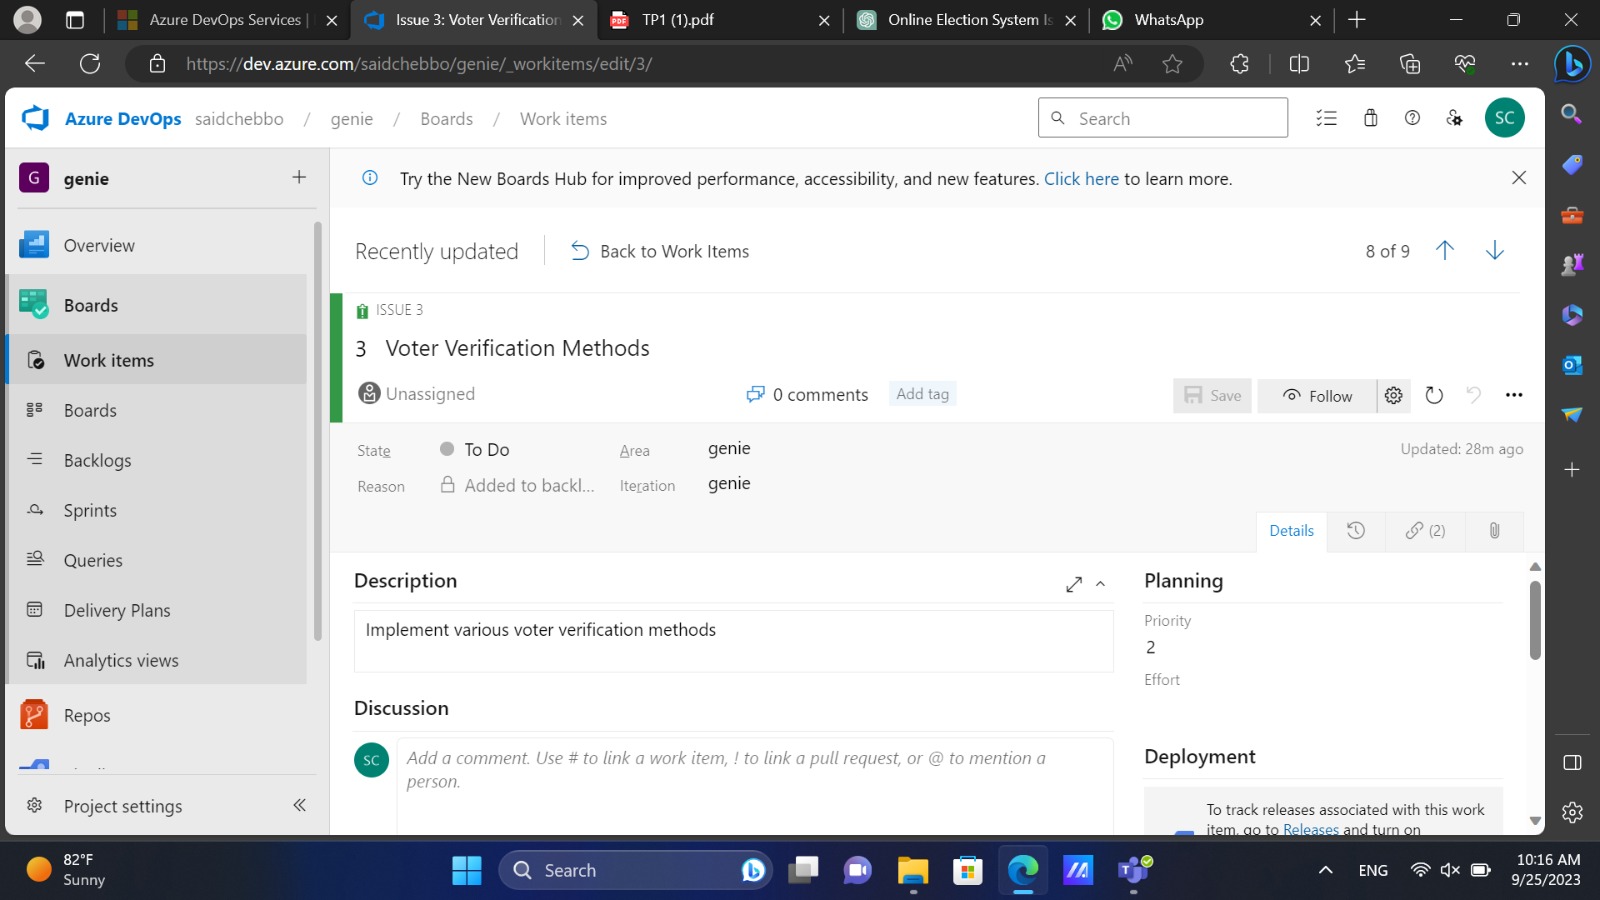 Azure DevOps Services |
Issue 3: Voter Verification
TP1 (1).pdf
Online Election System Is
WhatsApp
https://dev.azure.com/saidchebbo/genie/_workitems/edit/3/
Azure DevOps saidchebbo / genie / Boards / Work items
Search
SC
G genie
Try the New Boards Hub for improved performance, accessibility, and new features. Click here to learn more.
Overview
Boards
Work items
Boards
Backlogs
Sprints
Queries
Delivery Plans
Analytics views
Repos
Project settings
Recently updated
Back to Work Items
8 of 9
ISSUE 3
3 Voter Verification Methods
Unassigned
0 comments
Add tag
Save
Follow
State To Do
Area genie
Updated: 28m ago
Reason Added to backl...
Iteration genie
Details
(2)
Description
Implement various voter verification methods
Discussion
SC
Add a comment. Use # to link a work item, ! to link a pull request, or @ to mention a
person.
Planning
Priority
2
Effort
Deployment
To track releases associated with this work
item, go to Releases and turn on
82°F
Sunny
Search
ENG
10:16 AM
9/25/2023